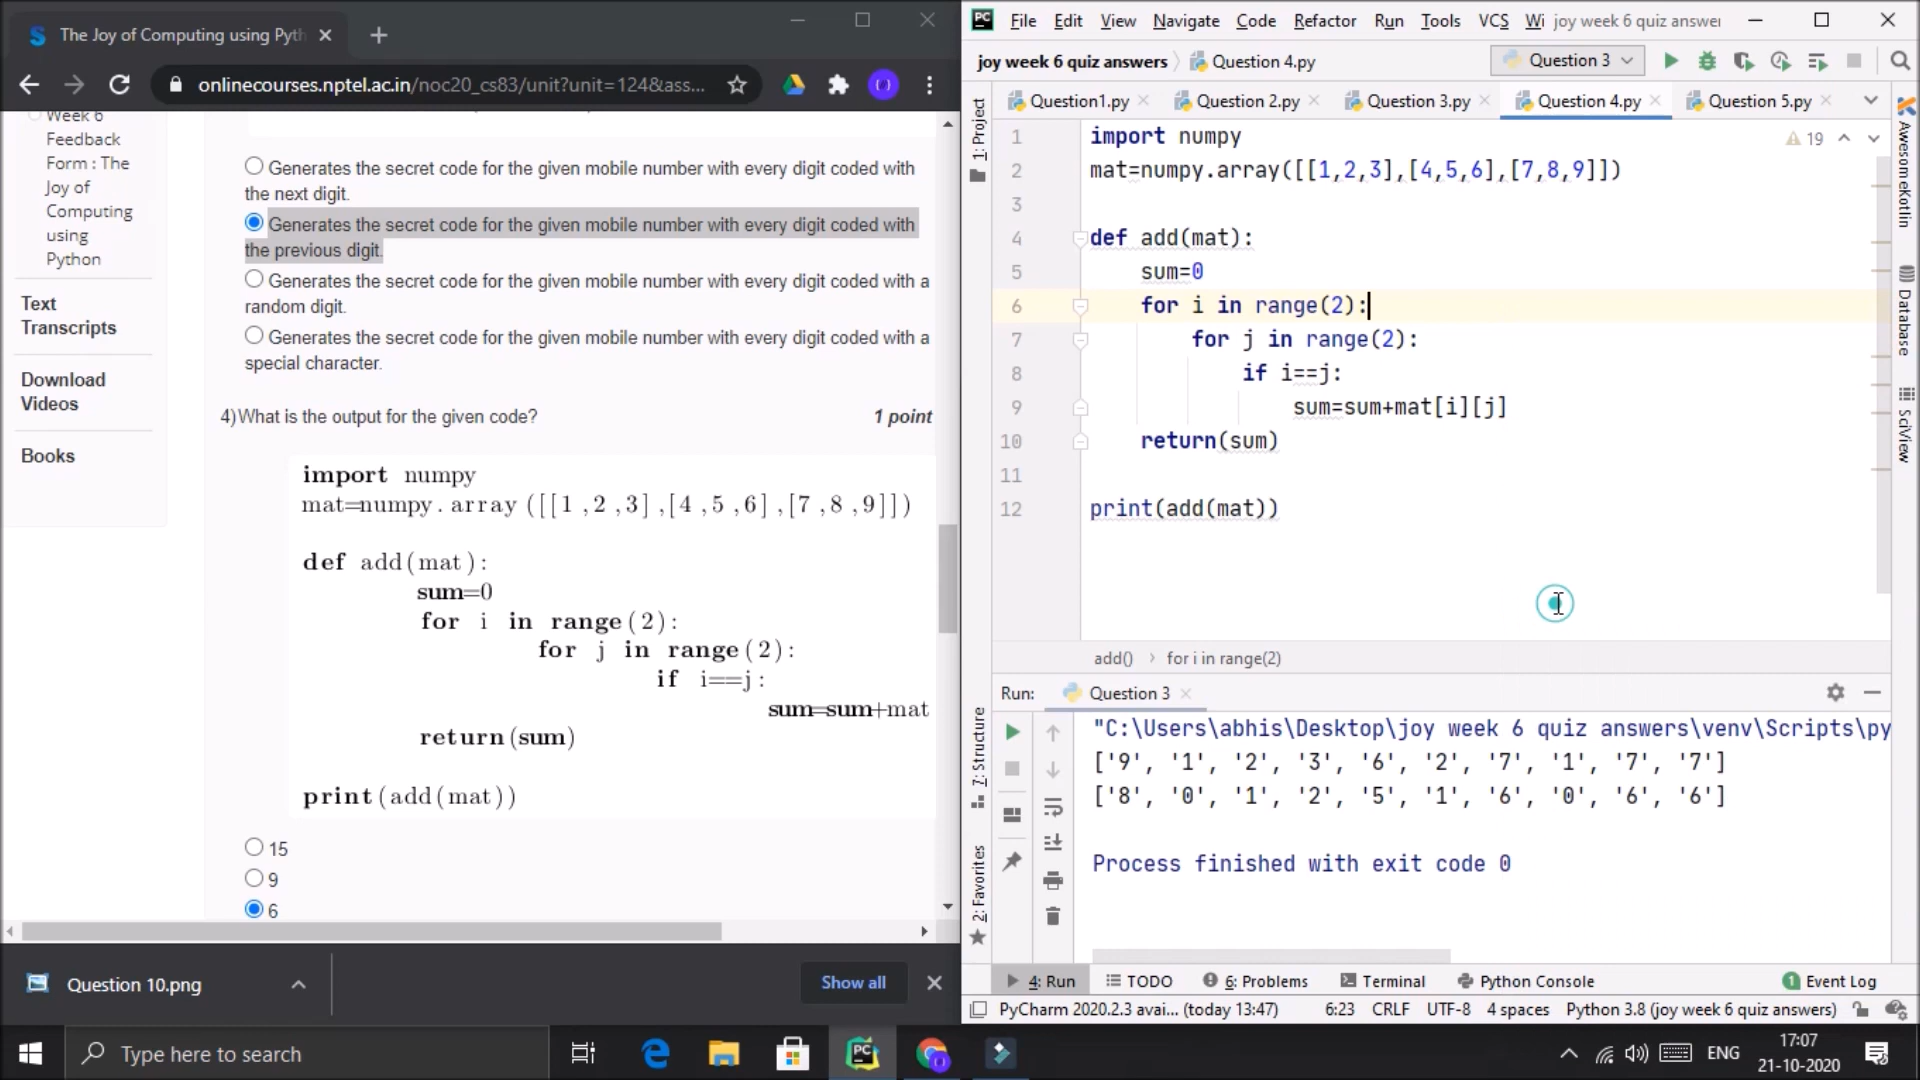 The Joy of Computing using Pyth
onlinecourses.nptel.ac.in/noc20_cs83/unit?unit=124&ass...
Week 6
Feedback
Form : The
Joy of
Computing
using
Python
Text
Transcripts
Download
Videos
Books
Generates the secret code for the given mobile number with every digit coded with
the next digit.
Generates the secret code for the given mobile number with every digit coded with
the previous digit.
Generates the secret code for the given mobile number with every digit coded with a
random digit.
Generates the secret code for the given mobile number with every digit coded with a
special character.
4)What is the output for the given code? 1 point
import numpy
mat=numpy.array([[1,2,3],[4,5,6],[7,8,9]])
def add(mat):
sum=0
for i in range(2):
for j in range(2):
if i==j:
sum=sum+mat
return(sum)
print(add(mat))
15
9
6
Question 10.png
Show all
PC File Edit View Navigate Code Refactor Run Tools VCS Wi joy week 6 quiz answer
joy week 6 quiz answers Question 4.py Question 3
Question1.py Question 2.py Question 3.py Question 4.py Question 5.py
1: Project
1 import numpy
2 mat=numpy.array([[1,2,3],[4,5,6],[7,8,9]])
3
4 def add(mat):
5 sum=0
6 for i in range(2):
7 for j in range(2):
8 if i==j:
9 sum=sum+mat[i][j]
10 return(sum)
11
12 print(add(mat))
19
AwesomeKotlin
Database
SciView
add() for i in range(2)
Run: Question 3
"C:\Users\abhis\Desktop\joy week 6 quiz answers\venv\Scripts\py
['9', '1', '2', '3', '6', '2', '7', '1', '7', '7']
['8', '0', '1', '2', '5', '1', '6', '0', '6', '6']
Process finished with exit code 0
7: Structure
2: Favorites
4: Run TODO 6: Problems Terminal Python Console 1 Event Log
PyCharm 2020.2.3 avai... (today 13:47) 6:23 CRLF UTF-8 4 spaces Python 3.8 (joy week 6 quiz answers)
Type here to search
PC
ENG
17:07
21-10-2020